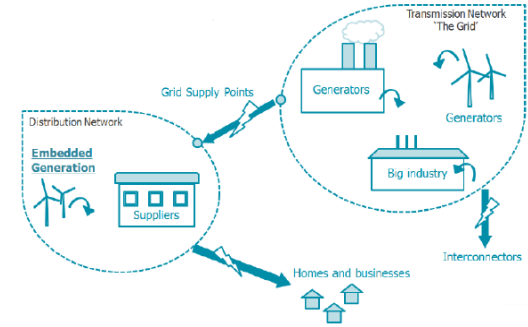 Transmission Network
'The Grid'
Generators
Generators
Big industry
Grid Supply Points
Distribution Network
Embedded
Generation
Suppliers
Interconnectors
Homes and businesses